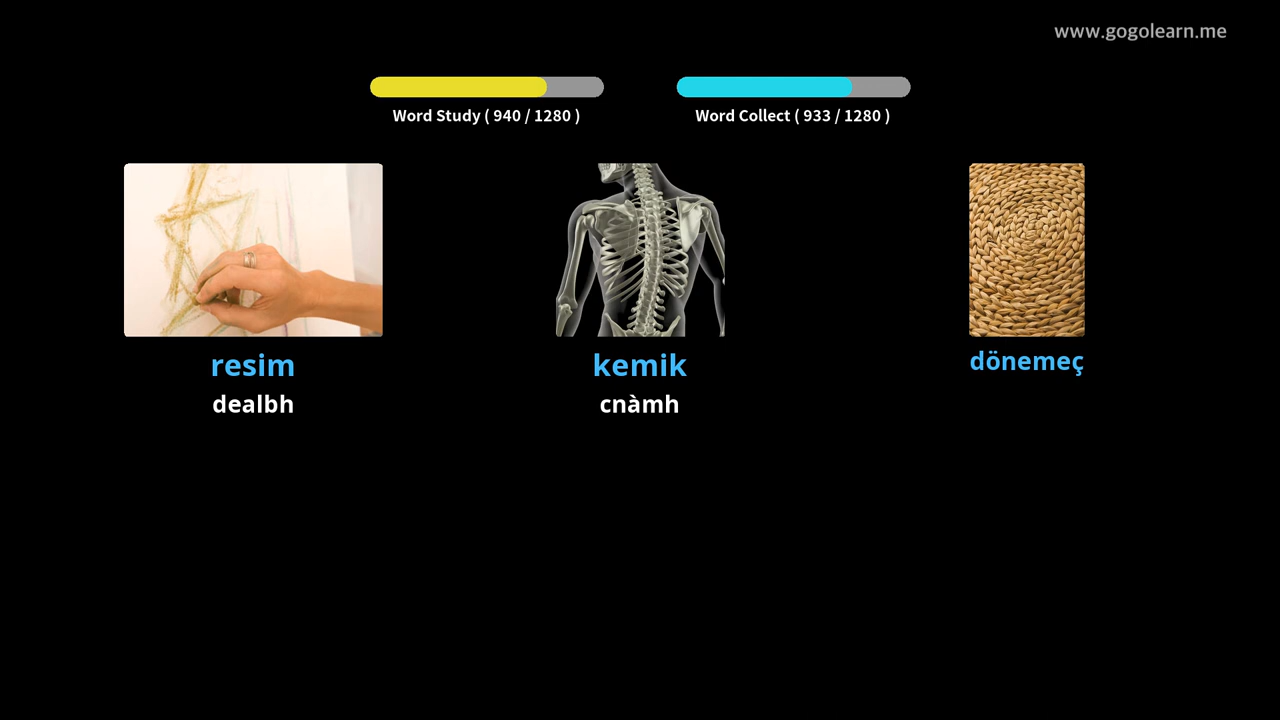 www.gogolearn.me
Word Study ( 940 / 1280 )
Word Collect ( 933 / 1280 )
resim
dealbh
kemik
cnàmh
dönemeç